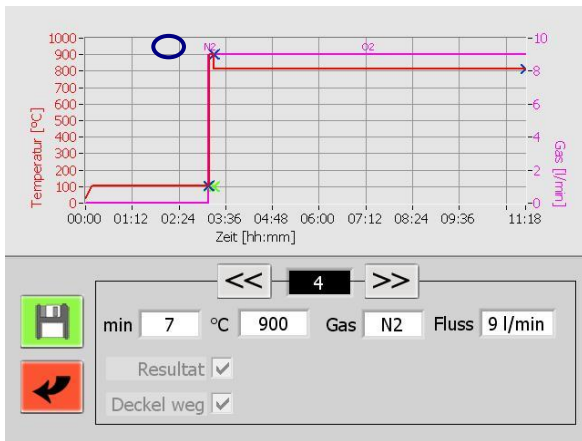 1000
900
800
700
600
500
400
300
200
100
0
Temperatur [ºC]
N2
O2
10
8
6
4
2
0
Gas [l/min]
00:00 01:12 02:24 03:36 04:48 06:00 07:12 08:24 09:36 11:18
Zeit [hh:mm]
<< 4 >>
min 7 °C 900 Gas N2 Fluss 9 l/min
Resultat
Deckel weg